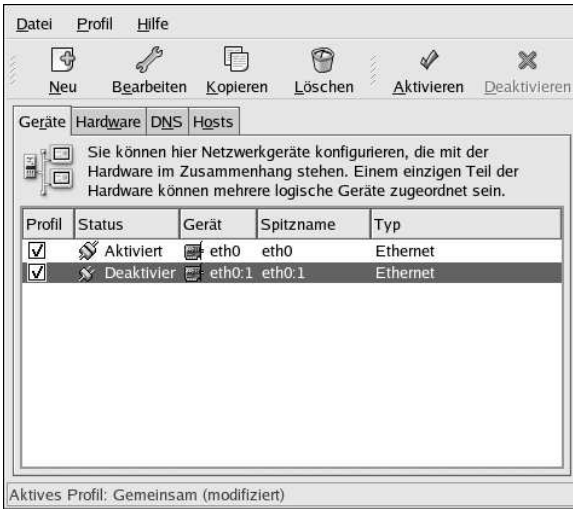 Datei Profil Hilfe
Neu Bearbeiten Kopieren Löschen Aktivieren Deaktivieren
Geräte Hardware DNS Hosts
Sie können hier Netzwerkgeräte konfigurieren, die mit der
Hardware im Zusammenhang stehen. Einem einzigen Teil der
Hardware können mehrere logische Geräte zugeordnet sein.
Profil Status Gerät Spitzname Typ
Aktiviert eth0 eth0 Ethernet
Deaktivier eth0:1 eth0:1 Ethernet
Aktives Profil: Gemeinsam (modifiziert)